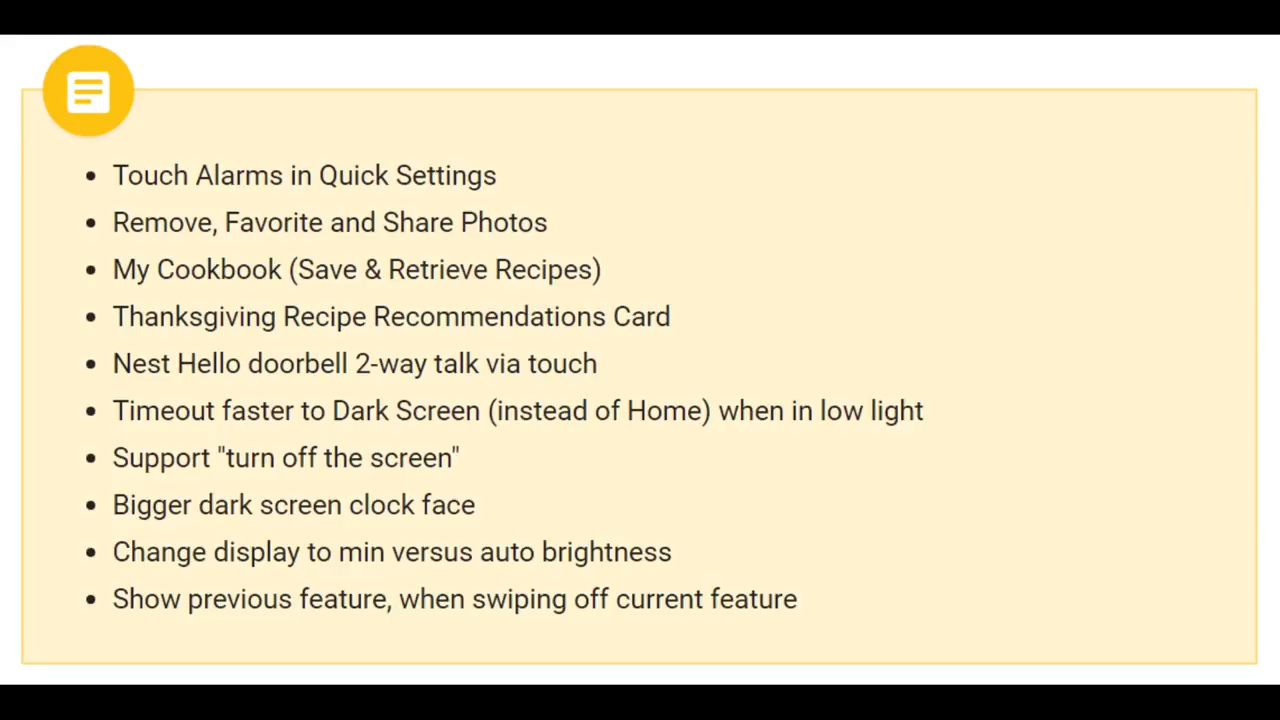 Touch Alarms in Quick Settings
Remove, Favorite and Share Photos
My Cookbook (Save & Retrieve Recipes)
Thanksgiving Recipe Recommendations Card
Nest Hello doorbell 2-way talk via touch
Timeout faster to Dark Screen (instead of Home) when in low light
Support "turn off the screen"
Bigger dark screen clock face
Change display to min versus auto brightness
Show previous feature, when swiping off current feature